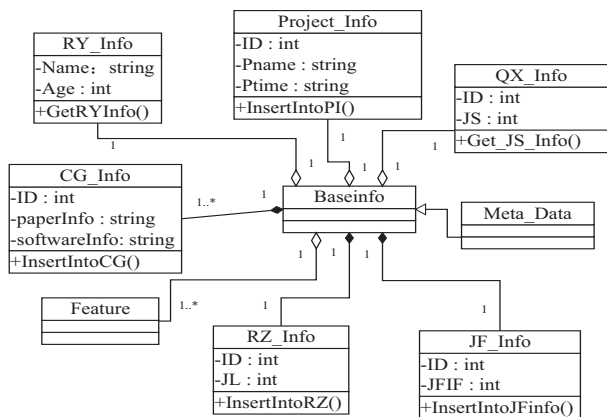 Project_Info
-ID : int
-Pname : string
-Ptime : string
+InsertIntoPI()
RY_Info
-Name：string
-Age : int
+GetRYInfo()
QX_Info
-ID : int
-JS : int
+Get_JS_Info()
1
1
1
1
1
1
CG_Info
-ID : int
-paperInfo : string
-softwareInfo: string
+InsertIntoCG()
1..*
1
Baseinfo
Meta_Data
1
1
1
Feature
1..*
1
1
RZ_Info
-ID : int
-JL : int
+InsertIntoRZ()
JF_Info
-ID : int
-JFIF : int
+InsertIntoJFinfo()